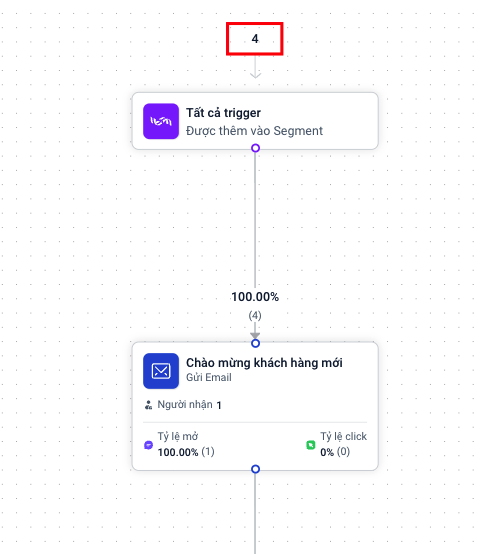 4
Tất cả trigger
Được thêm vào Segment
100.00%
(4)
Chào mừng khách hàng mới
Gửi Email
Người nhận 1
Tỷ lệ mở
100.00% (1)
Tỷ lệ click
0% (0)